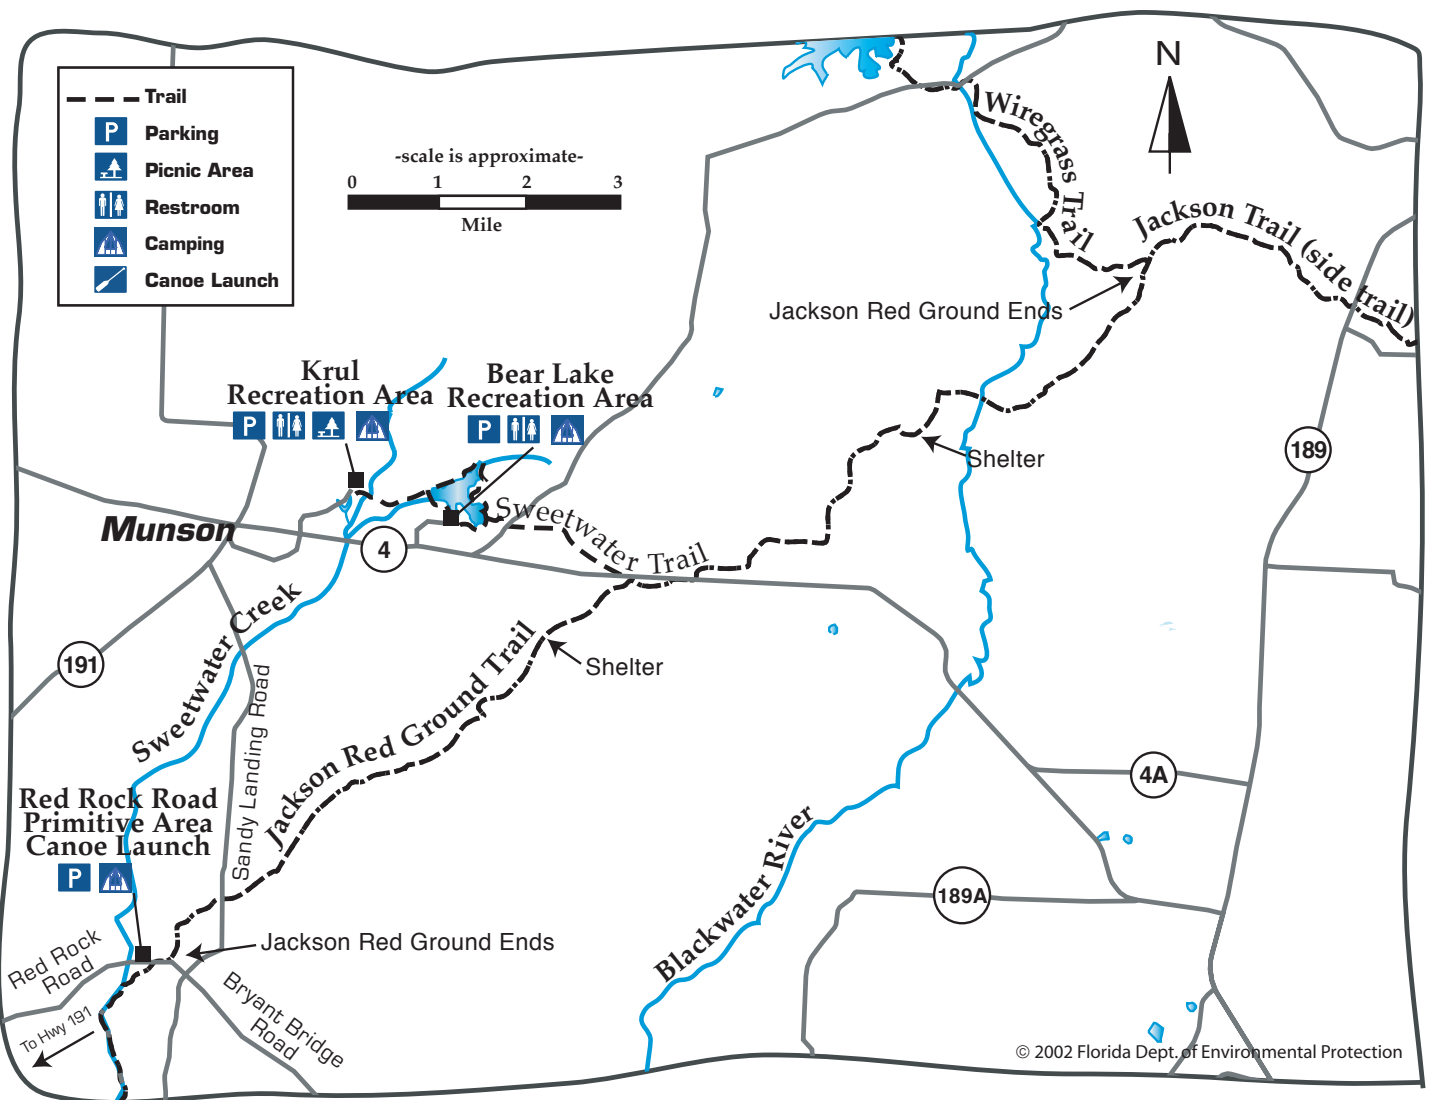 Trail
P Parking
Picnic Area
Restroom
Camping
Canoe Launch
-scale is approximate-
0 1 2 3
Mile
N
Wiregrass Trail
Jackson Trail (side trail)
Jackson Red Ground Ends
Krul
Recreation Area
P
Bear Lake
Recreation Area
P
Shelter
189
Munson
4
Sweetwater Trail
Sweetwater Creek
191
Shelter
Jackson Red Ground Trail
Sandy Landing Road
4A
Red Rock Road
Primitive Area
Canoe Launch
P
189A
Blackwater River
Jackson Red Ground Ends
Red Rock
Road
Bryant Bridge
Road
To Hwy 191
© 2002 Florida Dept. of Environmental Protection